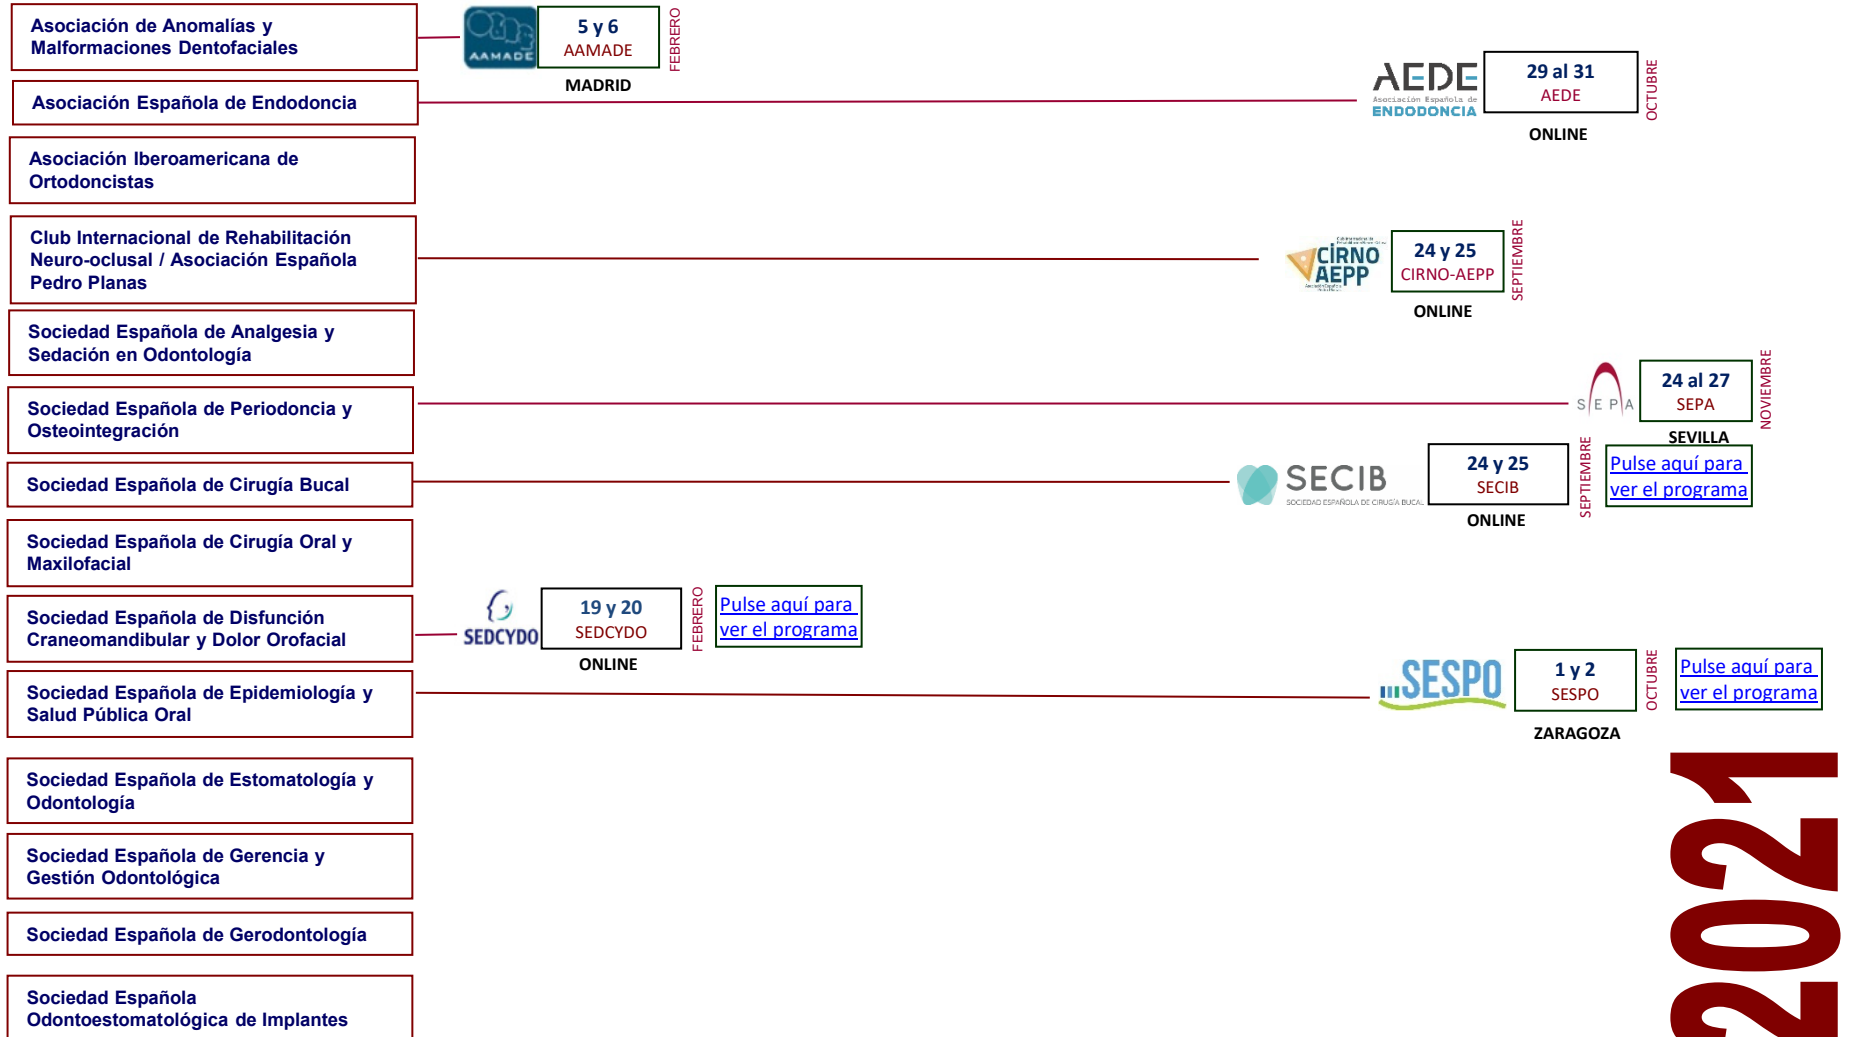 Asociación de Anomalías y
Malformaciones Dentofaciales
AAMADE
5 y 6
AAMADE
FEBRERO
MADRID
Asociación Española de Endodoncia
AEDE
Asociación Española de
ENDODONCIA
29 al 31
AEDE
OCTUBRE
ONLINE
Asociación Iberoamericana de
Ortodoncistas
Club Internacional de Rehabilitación
Neuro-oclusal / Asociación Española
Pedro Planas
CİRNO
AEPP
24 y 25
CIRNO-AEPP
SEPTIEMBRE
ONLINE
Sociedad Española de Analgesia y
Sedación en Odontología
Sociedad Española de Periodoncia y
Osteointegración
SEPA
24 al 27
SEPA
NOVIEMBRE
SEVILLA
Sociedad Española de Cirugía Bucal
SECIB
SOCIEDAD ESPAÑOLA DE CIRUGÍA BUCAL
24 y 25
SECIB
SEPTIEMBRE
ONLINE
Pulse aquí para
ver el programa
Sociedad Española de Cirugía Oral y
Maxilofacial
Sociedad Española de Disfunción
Craneomandibular y Dolor Orofacial
SEDCYDO
19 y 20
SEDCYDO
FEBRERO
ONLINE
Pulse aquí para
ver el programa
Sociedad Española de Epidemiología y
Salud Pública Oral
SESPO
1 y 2
SESPO
OCTUBRE
ZARAGOZA
Pulse aquí para
ver el programa
Sociedad Española de Estomatología y
Odontología
Sociedad Española de Gerencia y
Gestión Odontológica
Sociedad Española de Gerodontología
Sociedad Española
Odontoestomatológica de Implantes
2021